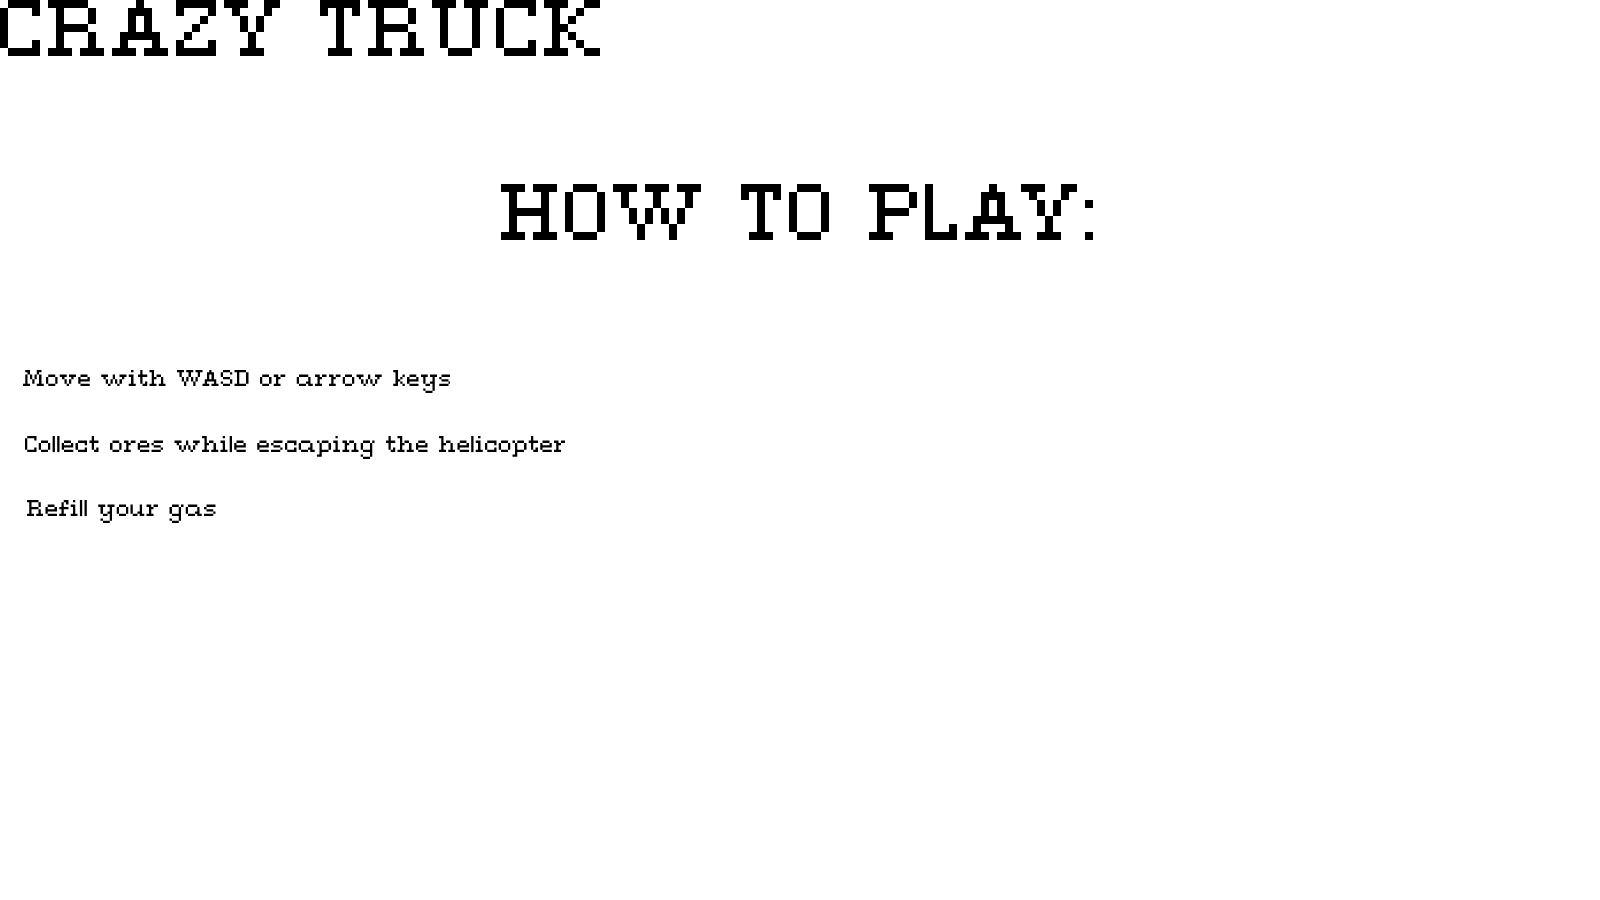 CRAZY TRUCK
HOW TO PLAY:
Move with WASD or arrow keys
Collect ores while escaping the helicopter
Refill your gas